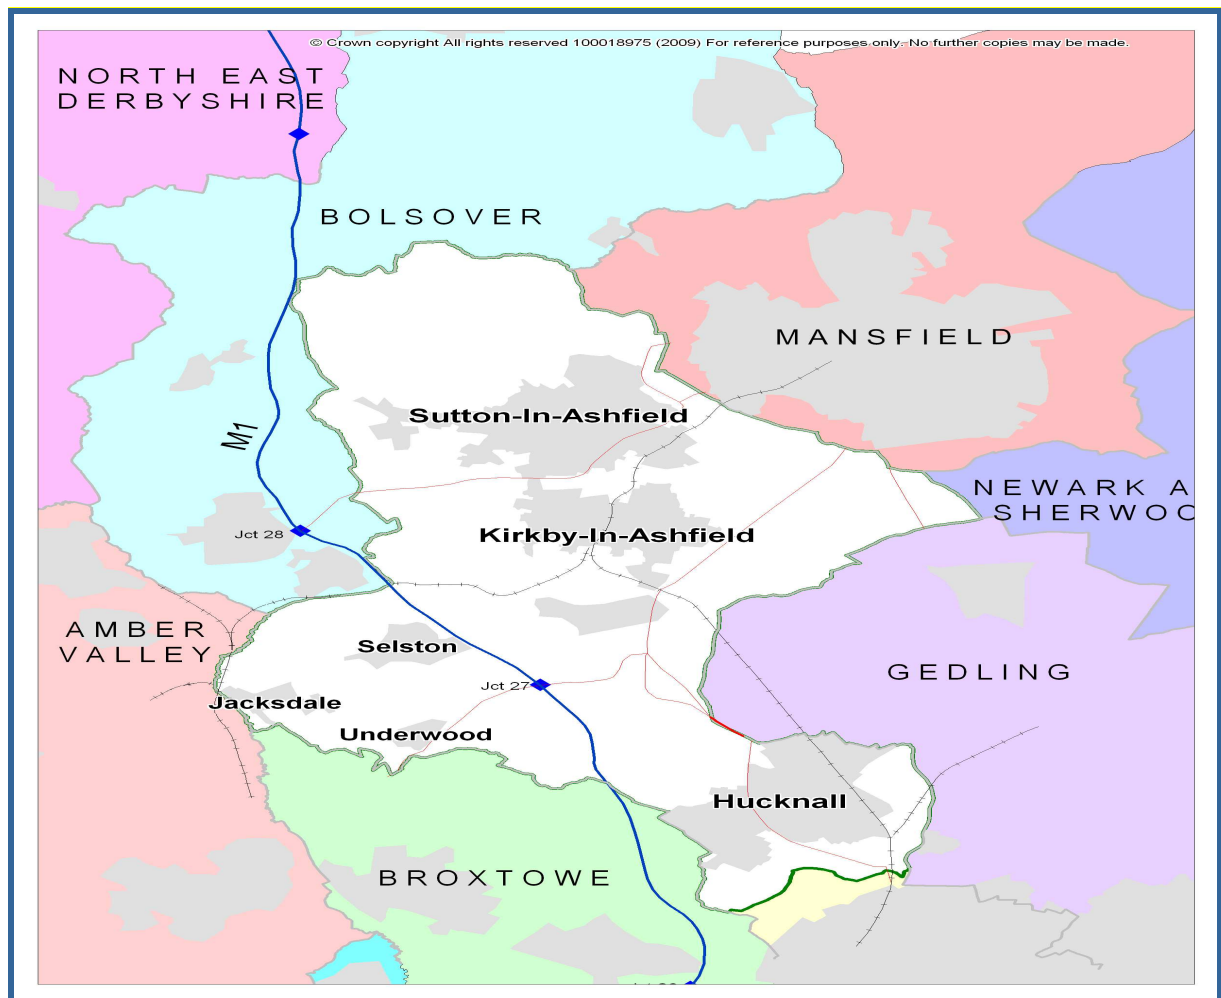 © Crown copyright All rights reserved 100018975 (2009) For reference purposes only. No further copies may be made.
NORTH EAST
DERBYSHIRE
BOLSOVER
MANSFIELD
Sutton-In-Ashfield
M1
NEWARK A
SHERWOO
Jct 28
Kirkby-In-Ashfield
AMBER
VALLEY
Selston
GEDLING
Jct 27
Jacksdale
Underwood
Hucknall
BROXTOWE